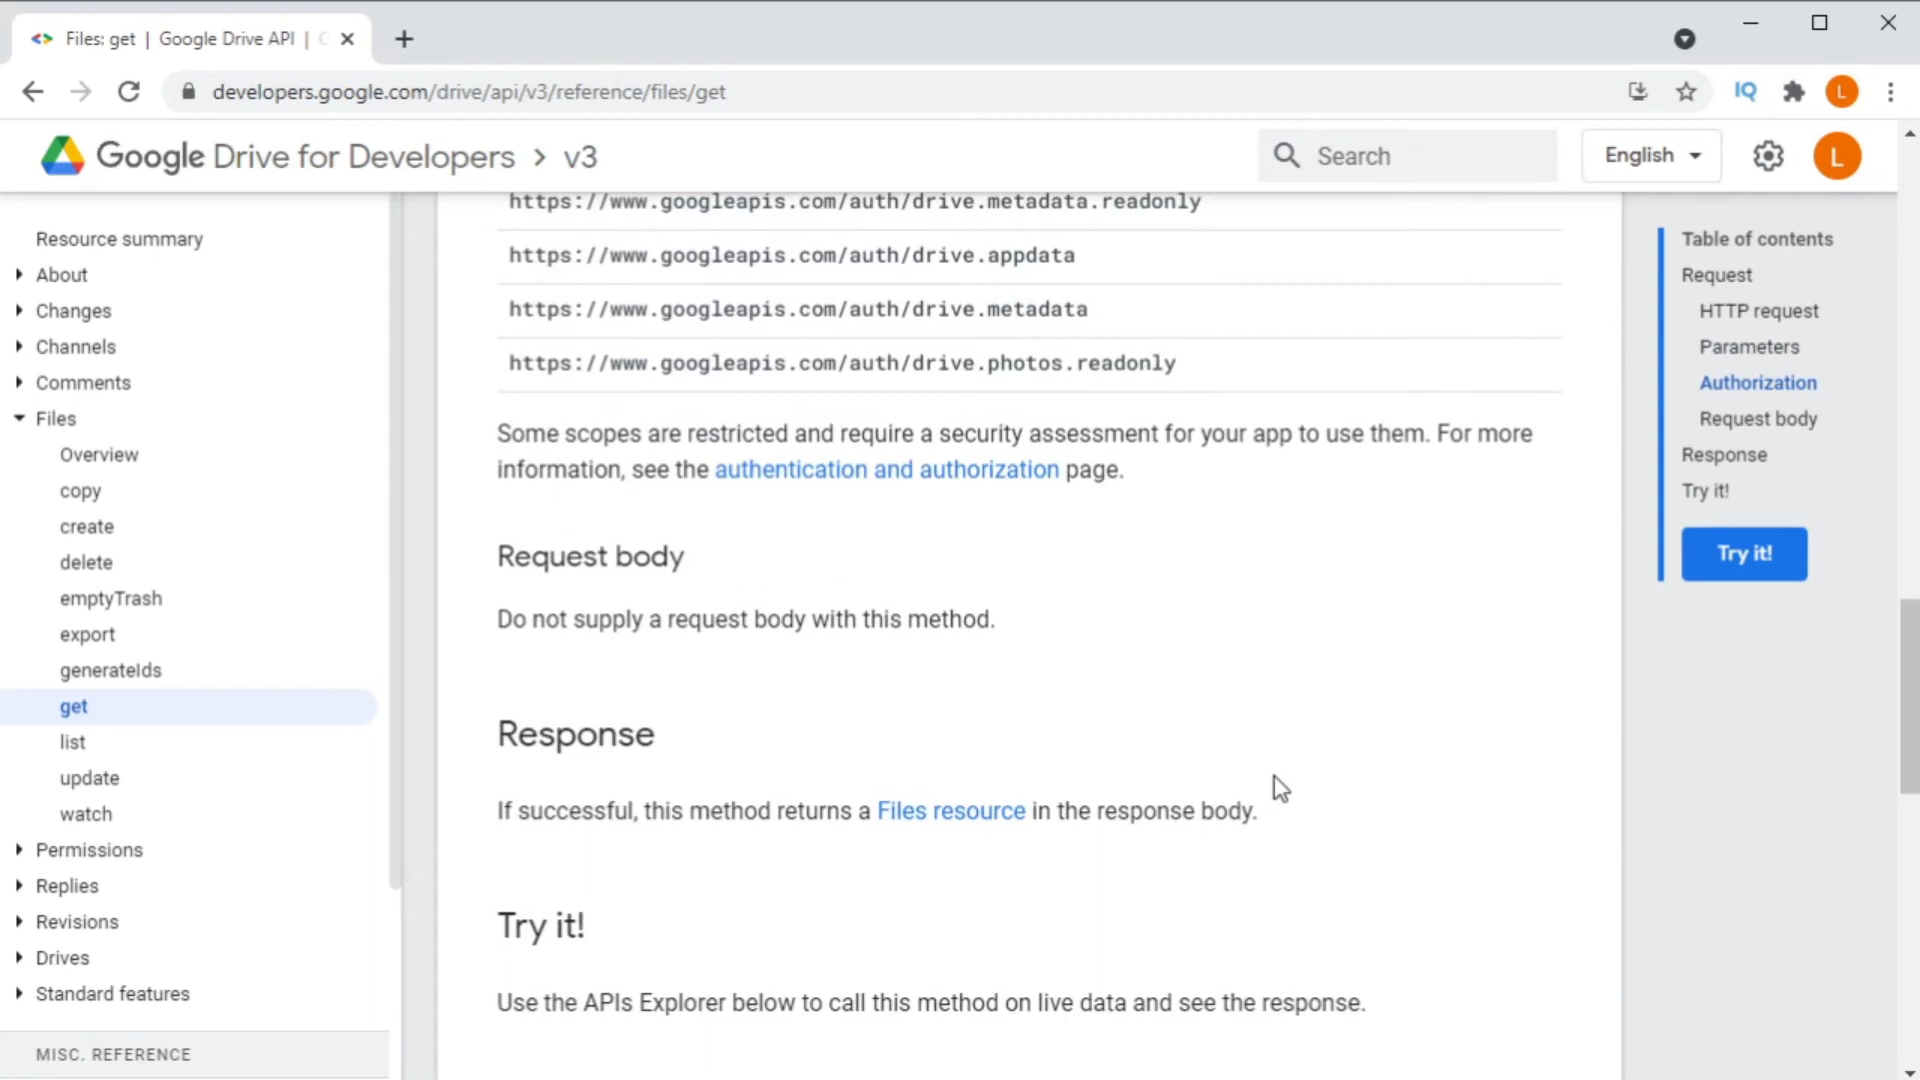 Files: get | Google Drive API |
developers.google.com/drive/api/v3/reference/files/get
IQ
L
Google Drive for Developers > v3
Search
English
L
Resource summary
About
Changes
Channels
Comments
Files
Overview
copy
create
delete
emptyTrash
export
generateIds
get
list
update
watch
Permissions
Replies
Revisions
Drives
Standard features
MISC. REFERENCE
https://www.googleapis.com/auth/drive.metadata.readonly
https://www.googleapis.com/auth/drive.appdata
https://www.googleapis.com/auth/drive.metadata
https://www.googleapis.com/auth/drive.photos.readonly
Some scopes are restricted and require a security assessment for your app to use them. For more
information, see the authentication and authorization page.
Request body
Do not supply a request body with this method.
Response
If successful, this method returns a Files resource in the response body.
Try it!
Use the APIs Explorer below to call this method on live data and see the response.
Table of contents
Request
HTTP request
Parameters
Authorization
Request body
Response
Try it!
Try it!